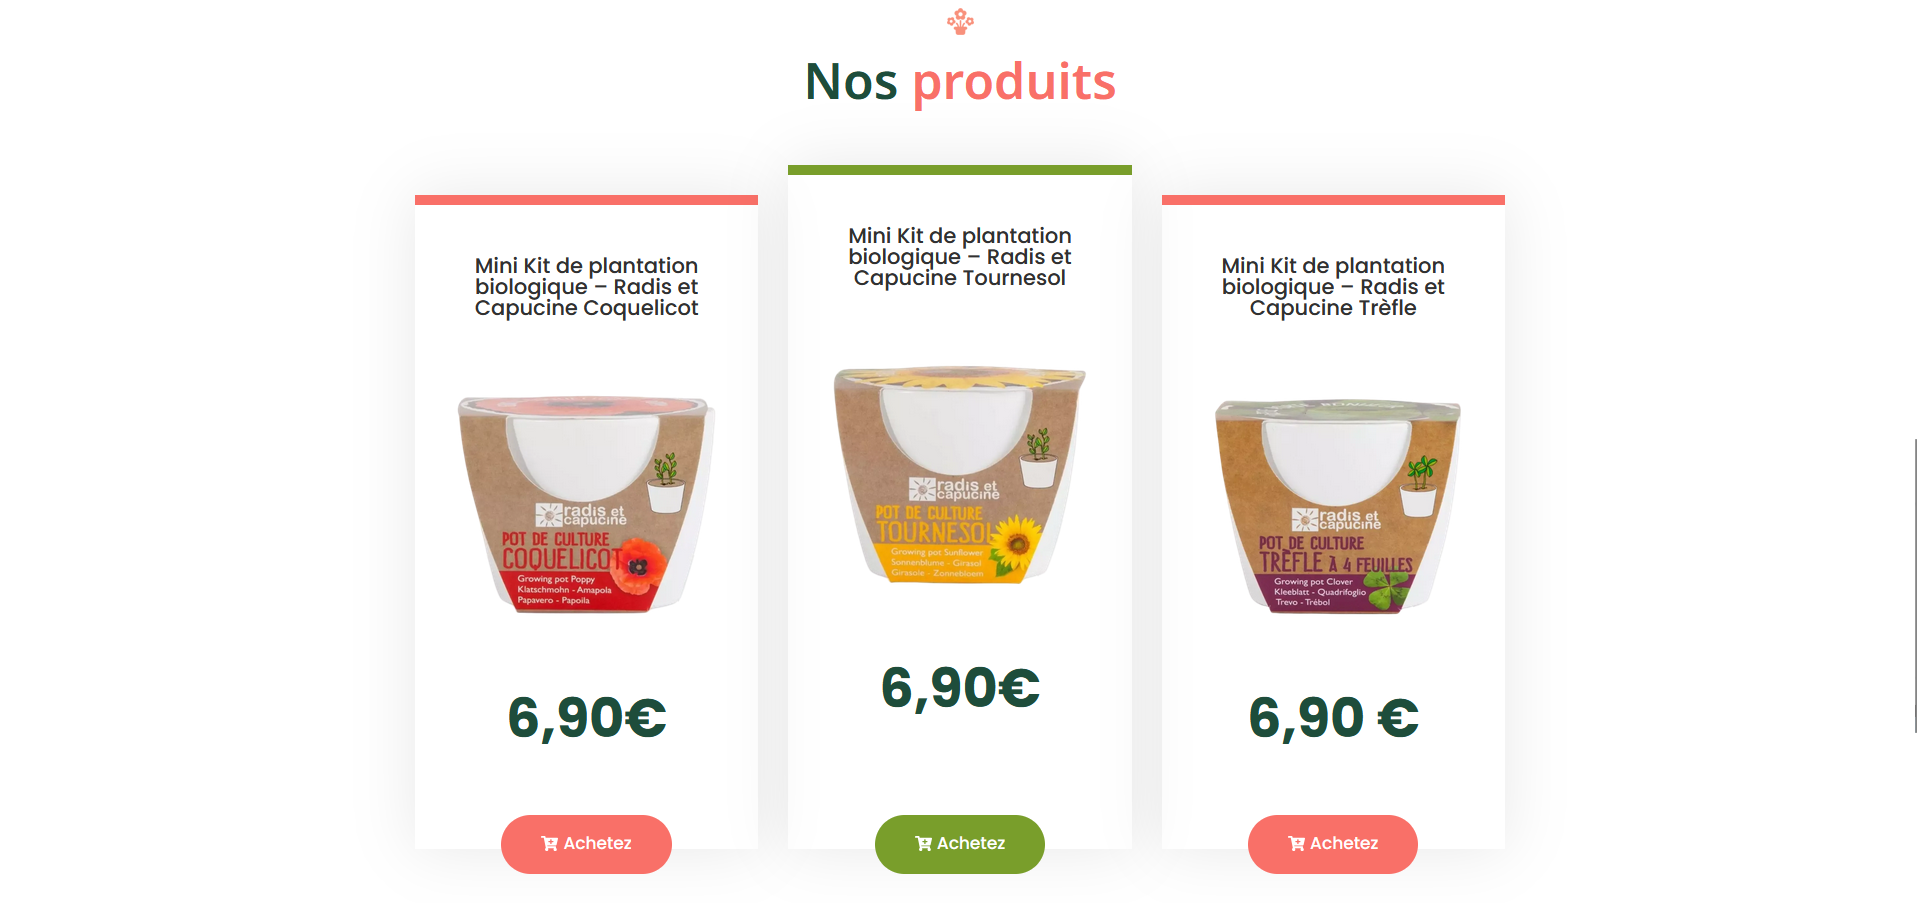 Nos produits
Mini Kit de plantation
biologique – Radis et
Capucine Coquelicot
radis et
capucine
POT DE CULTURE
COQUELICOT
Growing pot Poppy
Klatschmohn - Amapola
Papavero - Papoila
6,90€
Achetez
Mini Kit de plantation
biologique – Radis et
Capucine Tournesol
radis et
capucine
POT DE CULTURE
TOURNESOL
Growing pot Sunflower
Sonnenblume - Girasol
Girasole - Zonnebloem
6,90€
Achetez
Mini Kit de plantation
biologique – Radis et
Capucine Trèfle
radis et
capucine
POT DE CULTURE
TRÈFLE À 4 FEUILLES
Growing pot Clover
Kleeblatt - Quadrifoglio
Trevo - Trébol
6,90 €
Achetez